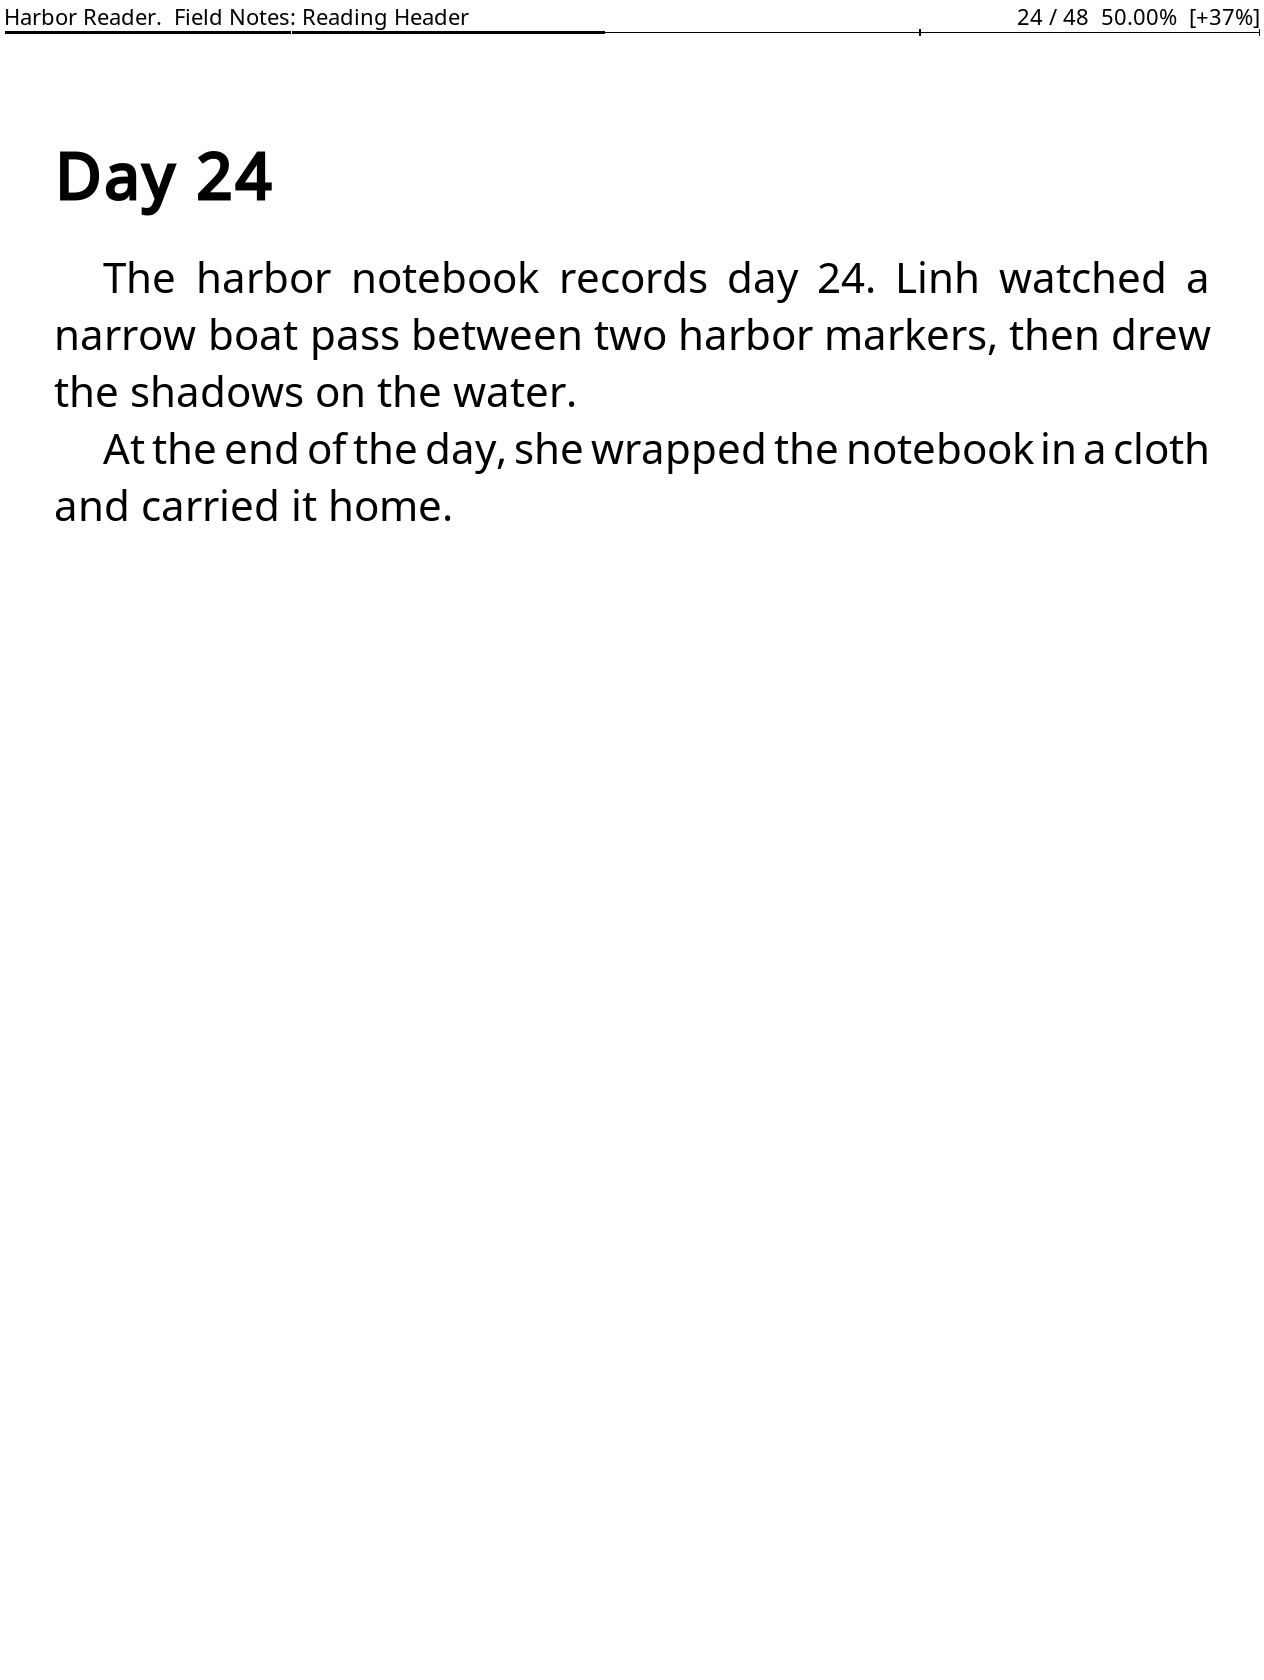 Harbor Reader.  Field Notes: Reading Header 24 / 48  50.00%  [+37%]
Day 24
The harbor notebook records day 24. Linh watched a
narrow boat pass between two harbor markers, then drew
the shadows on the water.
At the end of the day, she wrapped the notebook in a cloth
and carried it home.